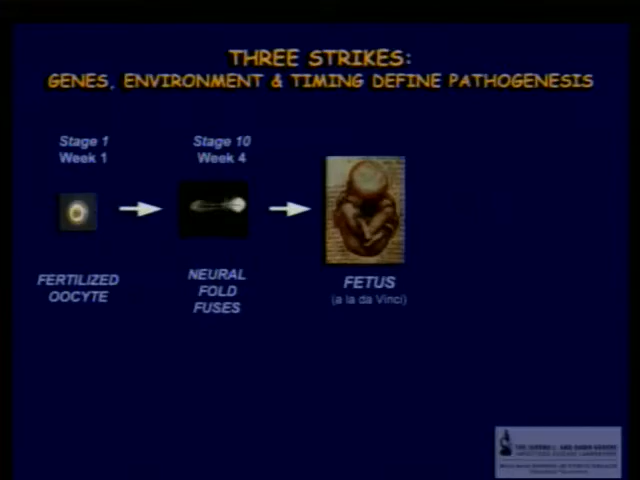 THREE STRIKES:
GENES, ENVIRONMENT & TIMING DEFINE PATHOGENESIS
Stage 1
Week 1
Stage 10
Week 4
FERTILIZED
OOCYTE
NEURAL
FOLD
FUSES
FETUS
(a la da Vinci)